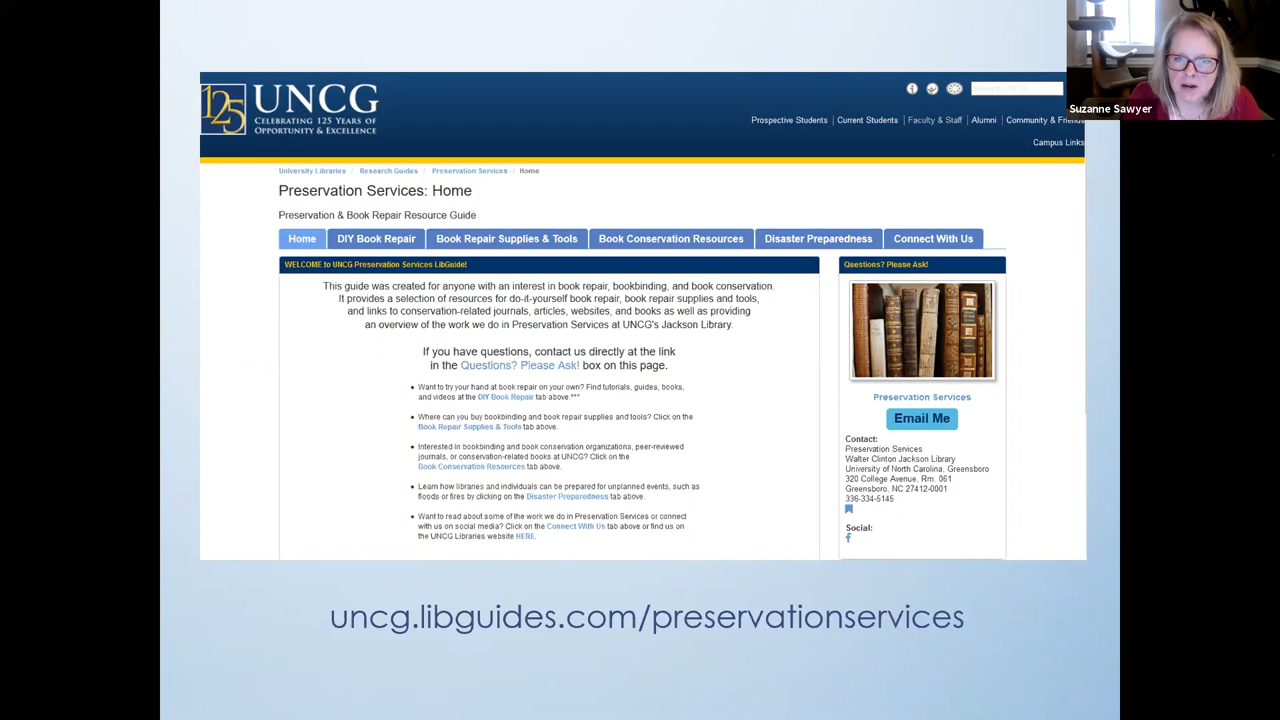 Suzanne Sawyer
125 UNCG
CELEBRATING 125 YEARS OF
OPPORTUNITY & EXCELLENCE
Prospective Students | Current Students | Faculty & Staff | Alumni | Community & Friends
Campus Links
University Libraries / Research Guides / Preservation Services / Home
Preservation Services: Home
Preservation & Book Repair Resource Guide
Home DIY Book Repair Book Repair Supplies & Tools Book Conservation Resources Disaster Preparedness Connect With Us
WELCOME to UNCG Preservation Services LibGuide!
This guide was created for anyone with an interest in book repair, bookbinding, and book conservation.
It provides a selection of resources for do-it-yourself book repair, book repair supplies and tools,
and links to conservation-related journals, articles, websites, and books as well as providing
an overview of the work we do in Preservation Services at UNCG's Jackson Library.
If you have questions, contact us directly at the link
in the Questions? Please Ask! box on this page.
• Want to try your hand at book repair on your own? Find tutorials, guides, books,
and videos at the DIY Book Repair tab above.***
• Where can you buy bookbinding and book repair supplies and tools? Click on the
Book Repair Supplies & Tools tab above.
• Interested in bookbinding and book conservation organizations, peer-reviewed
journals, or conservation-related books at UNCG? Click on the
Book Conservation Resources tab above.
• Learn how libraries and individuals can be prepared for unplanned events, such as
floods or fires by clicking on the Disaster Preparedness tab above.
• Want to read about some of the work we do in Preservation Services or connect
with us on social media? Click on the Connect With Us tab above or find us on
the UNCG Libraries website HERE.
Questions? Please Ask!
Preservation Services
Email Me
Contact:
Preservation Services
Walter Clinton Jackson Library
University of North Carolina, Greensboro
320 College Avenue, Rm. 061
Greensboro, NC 27412-0001
336-334-5145
Social:
uncg.libguides.com/preservationservices